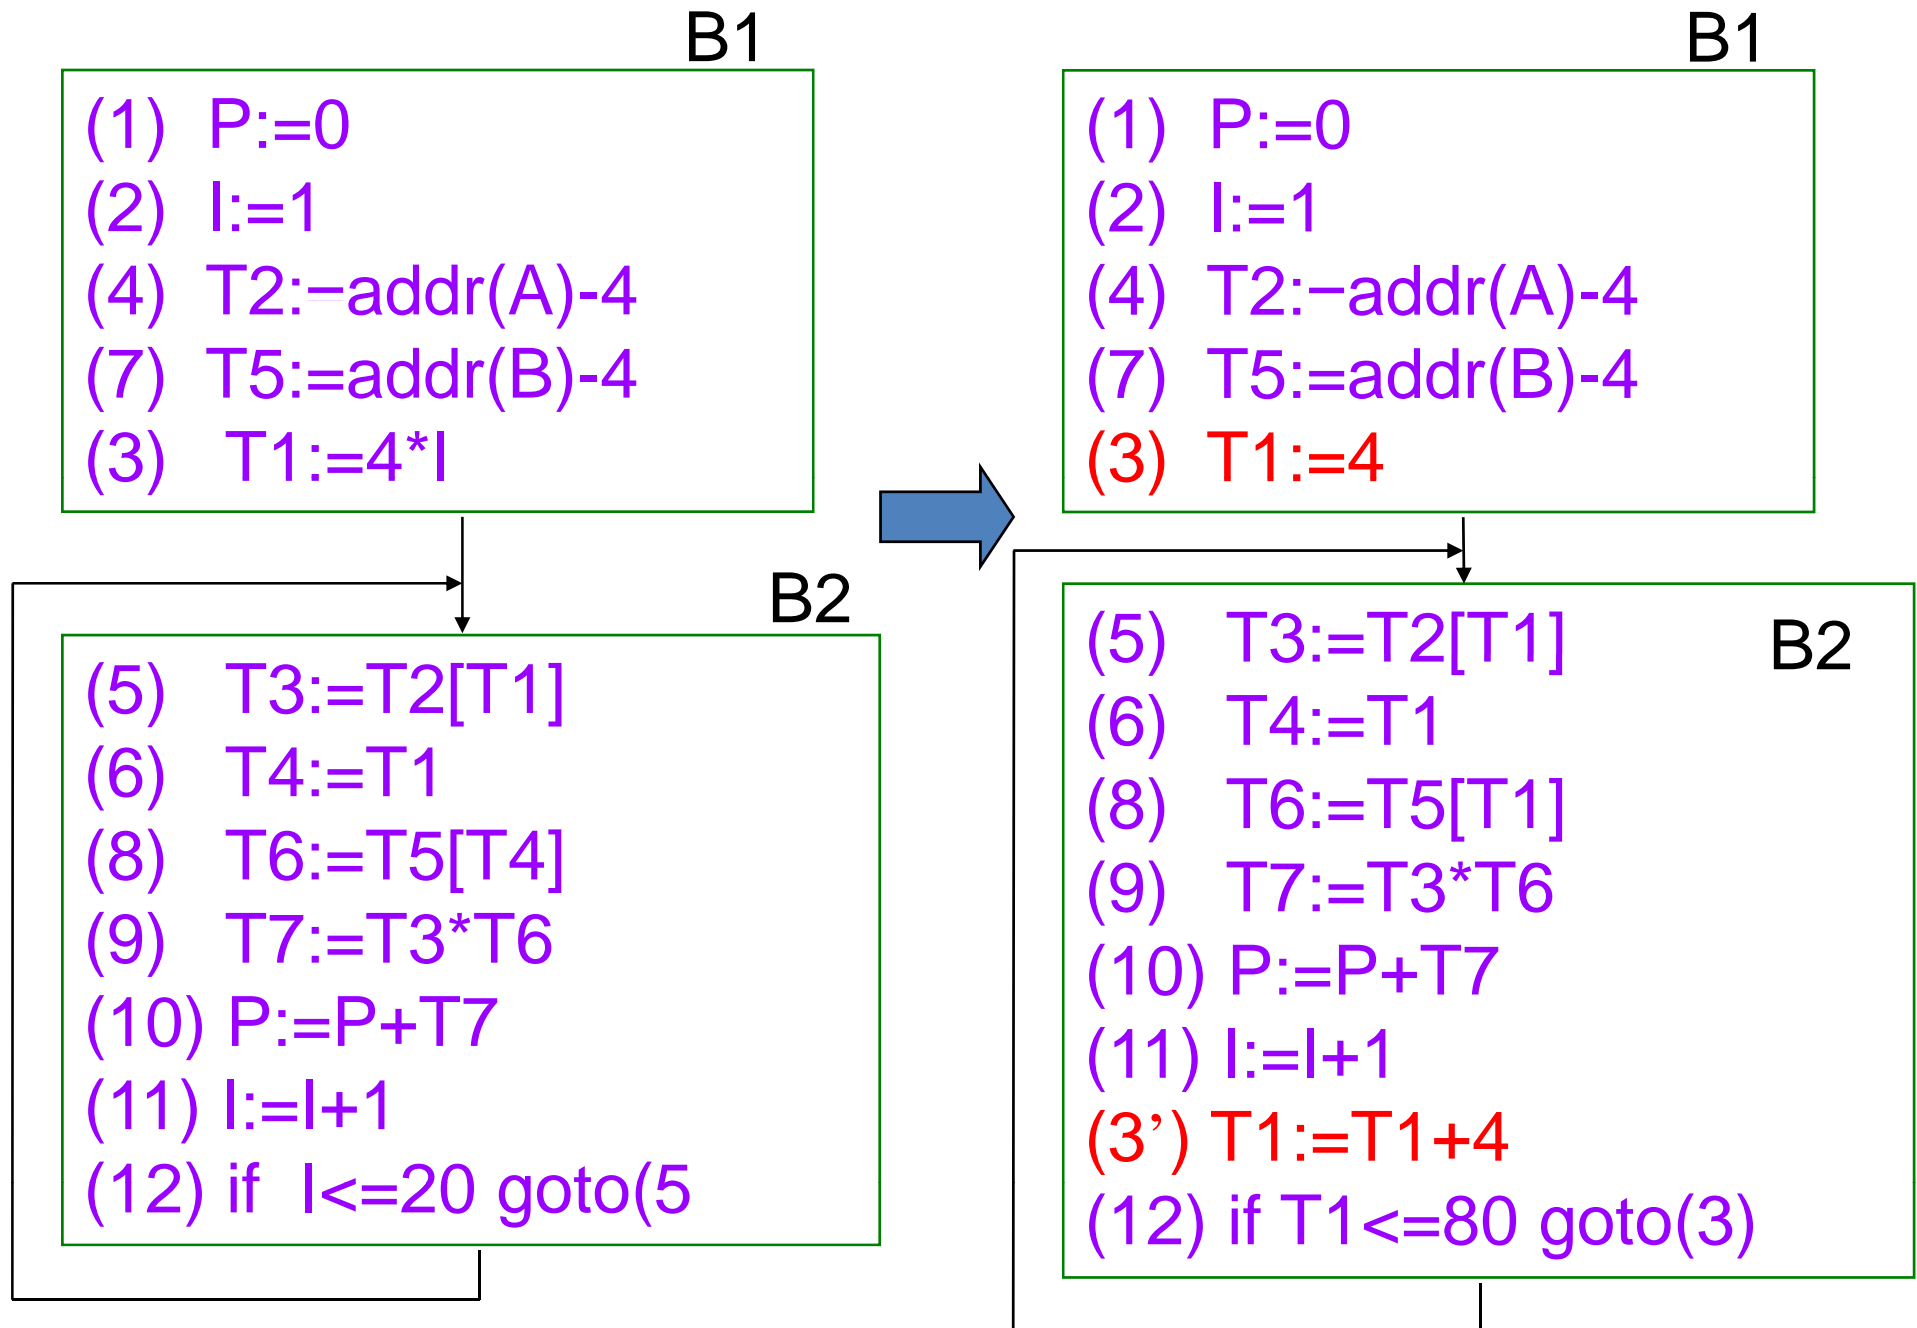 B1
(1) P:=0
(2) I:=1
(4) T2:=addr(A)-4
(7) T5:=addr(B)-4
(3) T1:=4*I
B2
(5) T3:=T2[T1]
(6) T4:=T1
(8) T6:=T5[T4]
(9) T7:=T3*T6
(10) P:=P+T7
(11) I:=I+1
(12) if I<=20 goto(5
B1
(1) P:=0
(2) I:=1
(4) T2:−addr(A)-4
(7) T5:=addr(B)-4
(3) T1:=4
B2
(5) T3:=T2[T1]
(6) T4:=T1
(8) T6:=T5[T1]
(9) T7:=T3*T6
(10) P:=P+T7
(11) I:=I+1
(3’) T1:=T1+4
(12) if T1<=80 goto(3)